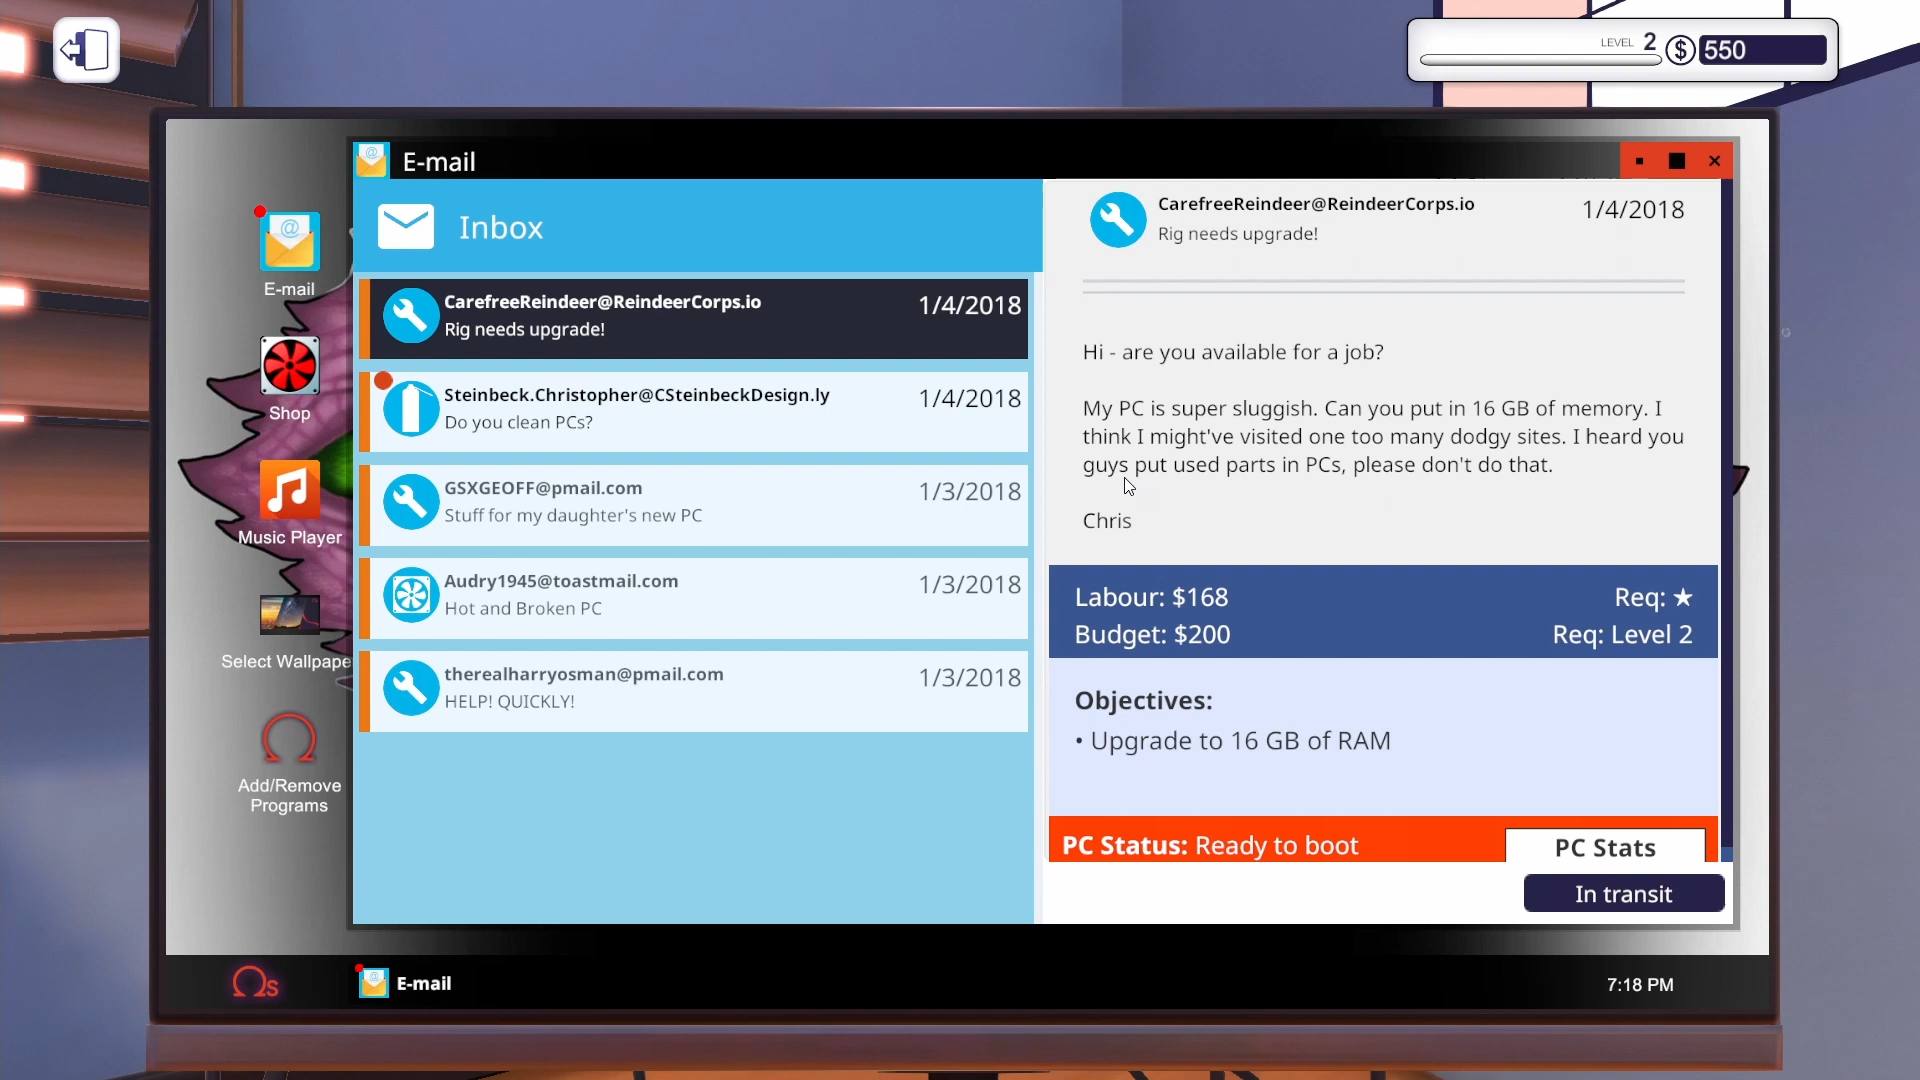 LEVEL 2
$ 550
E-mail
Inbox
CarefreeReindeer@ReindeerCorps.io
1/4/2018
Rig needs upgrade!
Steinbeck.Christopher@CSteinbeckDesign.ly
1/4/2018
Do you clean PCs?
GSXGEOFF@pmail.com
1/3/2018
Stuff for my daughter's new PC
Audry1945@toastmail.com
1/3/2018
Hot and Broken PC
therealharryosman@pmail.com
1/3/2018
HELP! QUICKLY!
CarefreeReindeer@ReindeerCorps.io
1/4/2018
Rig needs upgrade!
Hi - are you available for a job?
My PC is super sluggish. Can you put in 16 GB of memory. I
think I might've visited one too many dodgy sites. I heard you
guys put used parts in PCs, please don't do that.
Chris
Labour: $168
Req: ★
Budget: $200
Req: Level 2
Objectives:
• Upgrade to 16 GB of RAM
PC Status: Ready to boot
PC Stats
In transit
E-mail
Shop
Music Player
Select Wallpape
Add/Remove
Programs
Ωs
E-mail
7:18 PM